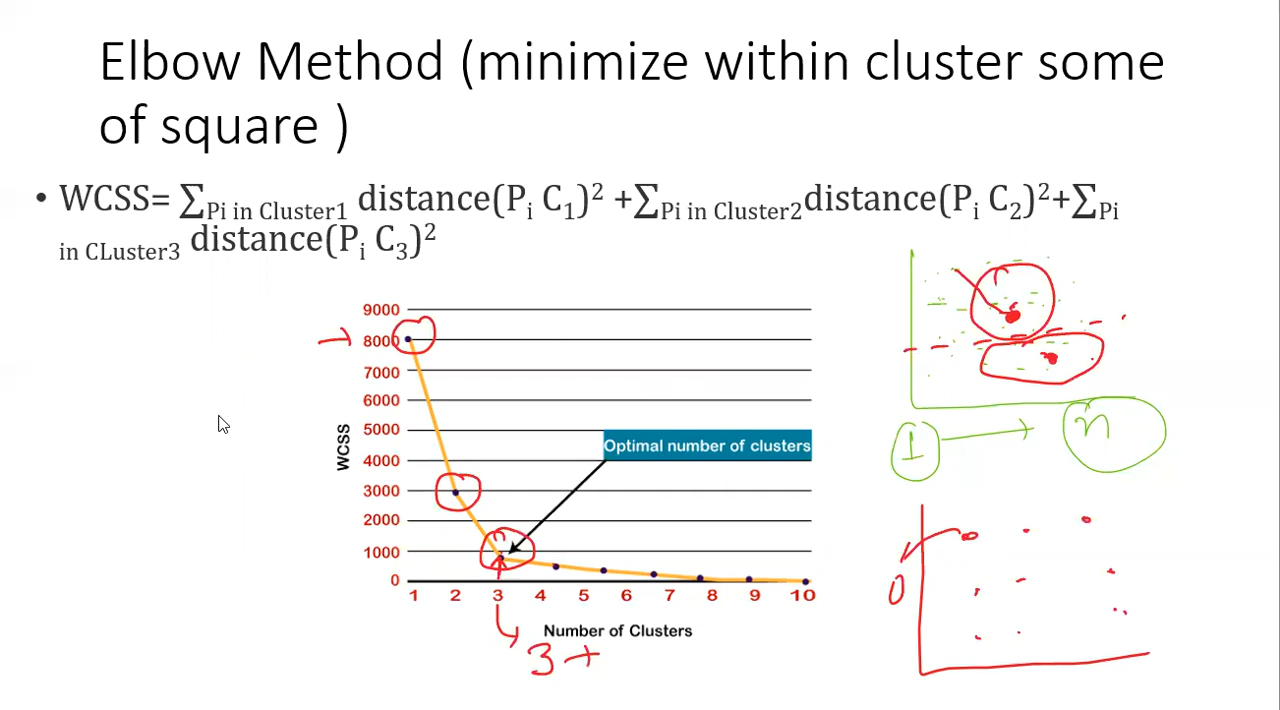 Elbow Method (minimize within cluster some
of square )
• WCSS= ∑Pi in Cluster1 distance(Pi C1)2 +∑Pi in Cluster2distance(Pi C2)2+∑Pi
in CLuster3 distance(Pi C3)2
9000
8000
7000
6000
5000
4000
3000
2000
1000
0
WCSS
Optimal number of clusters
1 2 3 4 5 6 7 8 9 10
Number of Clusters
3 +
1 n
0